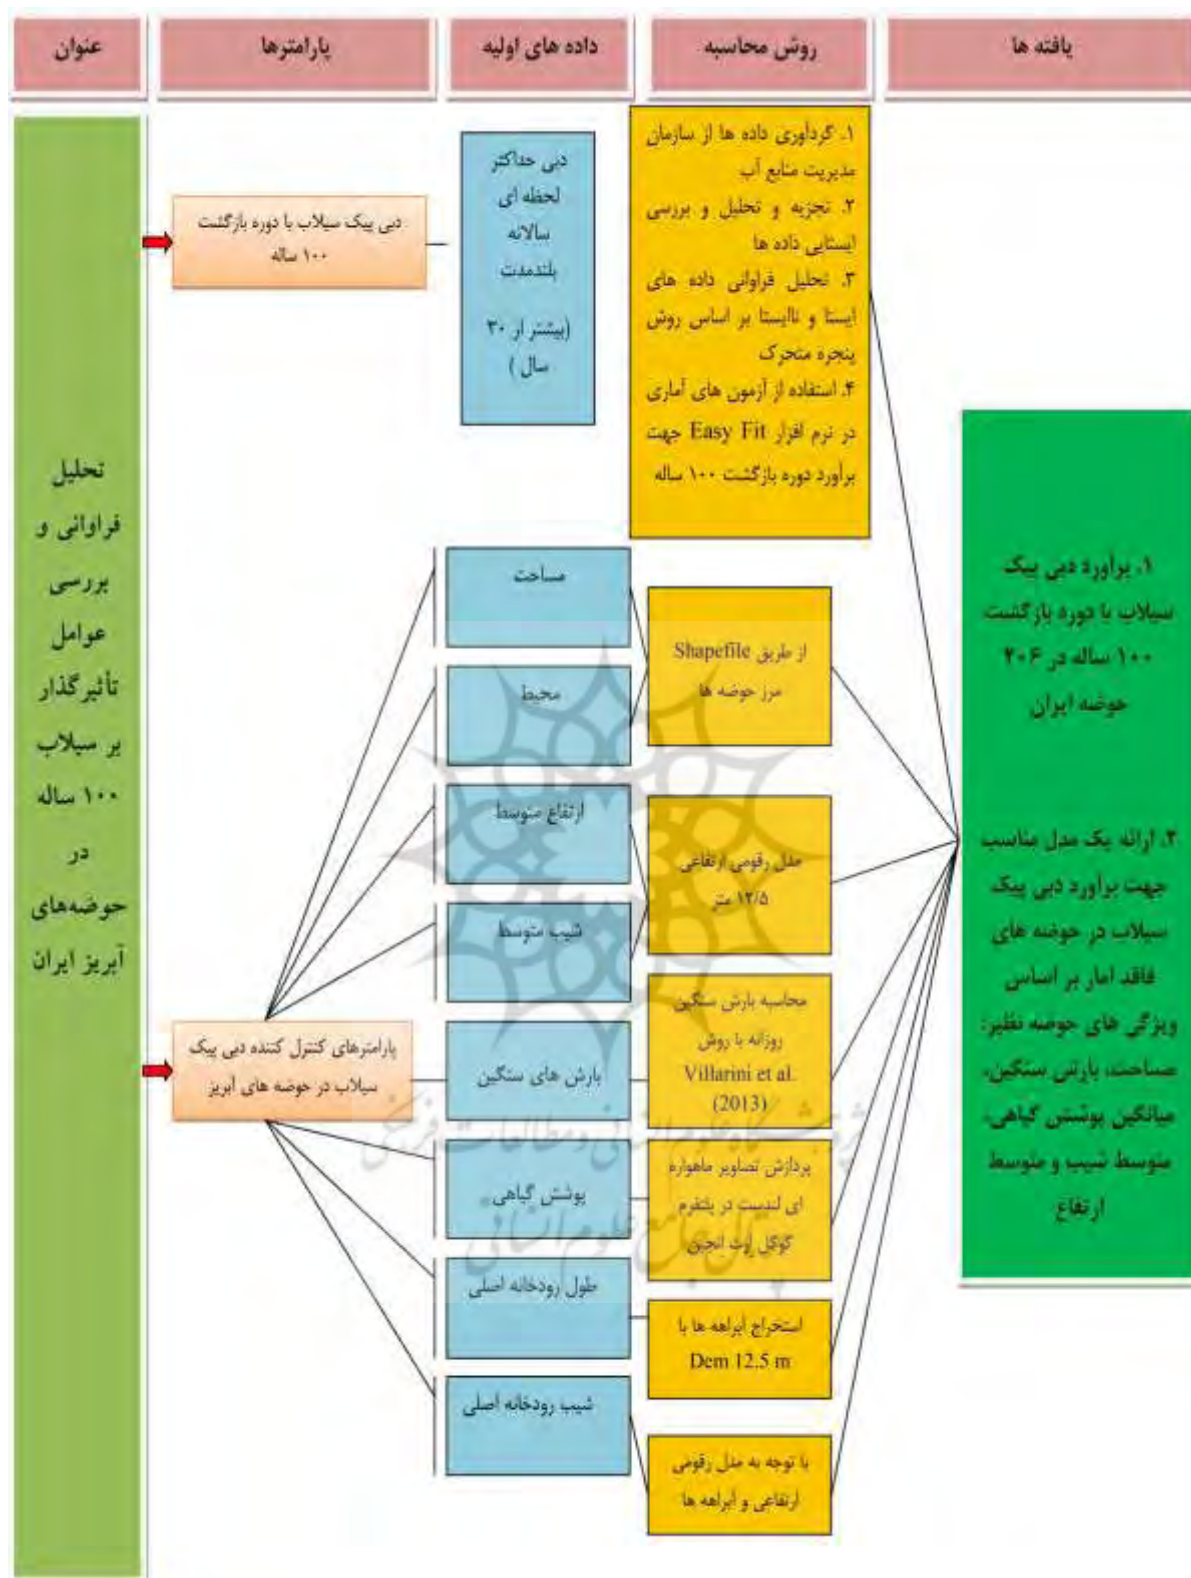 عنوان
پارامترها
داده های اولیه
روش محاسبه
یافته ها
تحلیل
فراوانی و
بررسی
عوامل
تأثیرگذار
بر سیلاب
۱۰۰ ساله
در
حوضه‌های
آبریز ایران
دبی پیک سیلاب با دوره بازگشت
۱۰۰ ساله
پارامترهای کنترل کننده دبی پیک
سیلاب در حوضه های آبریز
دبی حداکثر
لحظه ای
سالانه
بلندمدت
(بیشتر از ۳۰
سال )
مساحت
محیط
ارتفاع متوسط
شیب متوسط
بارش های سنگین
پوشش گیاهی
طول رودخانه اصلی
شیب رودخانه اصلی
۱. گردآوری داده ها از سازمان
مدیریت منابع آب
۲. تجزیه و تحلیل و بررسی
ایستایی داده ها
۳. تحلیل فراوانی داده های
ایستا و ناایستا بر اساس روش
پنجره متحرک
۴. استفاده از آزمون های آماری
در نرم افزار Easy Fit جهت
برآورد دوره بازگشت ۱۰۰ ساله
از طریق Shapefile
مرز حوضه ها
مدل رقومی ارتفاعی
۱۲/۵ متر
محاسبه بارش سنگین
روزانه با روش
Villarini et al.
(2013)
پردازش تصاویر ماهواره
ای لندست در پلتفرم
گوگل ارث انجین
استخراج آبراهه ها با
Dem 12.5 m
با توجه به مدل رقومی
ارتفاعی و آبراهه ها
۱. برآورد دبی پیک
سیلاب با دوره بازگشت
۱۰۰ ساله در ۲۰۶
حوضه ایران
۲. ارائه یک مدل مناسب
جهت برآورد دبی پیک
سیلاب در حوضه های
فاقد امار بر اساس
ویژگی های حوضه نظیر:
مساحت، بارش سنگین،
میانگین پوشش گیاهی،
متوسط شیب و متوسط
ارتفاع
پژوهشگاه علوم انسانی و مطالعات فرهنگی
پرتال جامع علوم انسانی